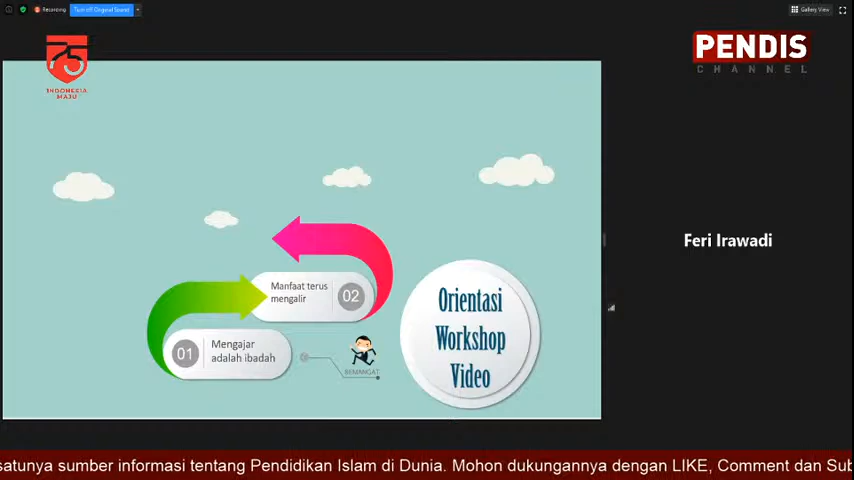 Recording
Turn off Original Sound
Gallery View
75
INDONESIA
MAJU
PENDIS
CHANNEL
Feri Irawadi
Manfaat terus
mengalir
02
01
Mengajar
adalah ibadah
Orientasi
Workshop
Video
satunya sumber informasi tentang Pendidikan Islam di Dunia. Mohon dukungannya dengan LIKE, Comment dan Sub